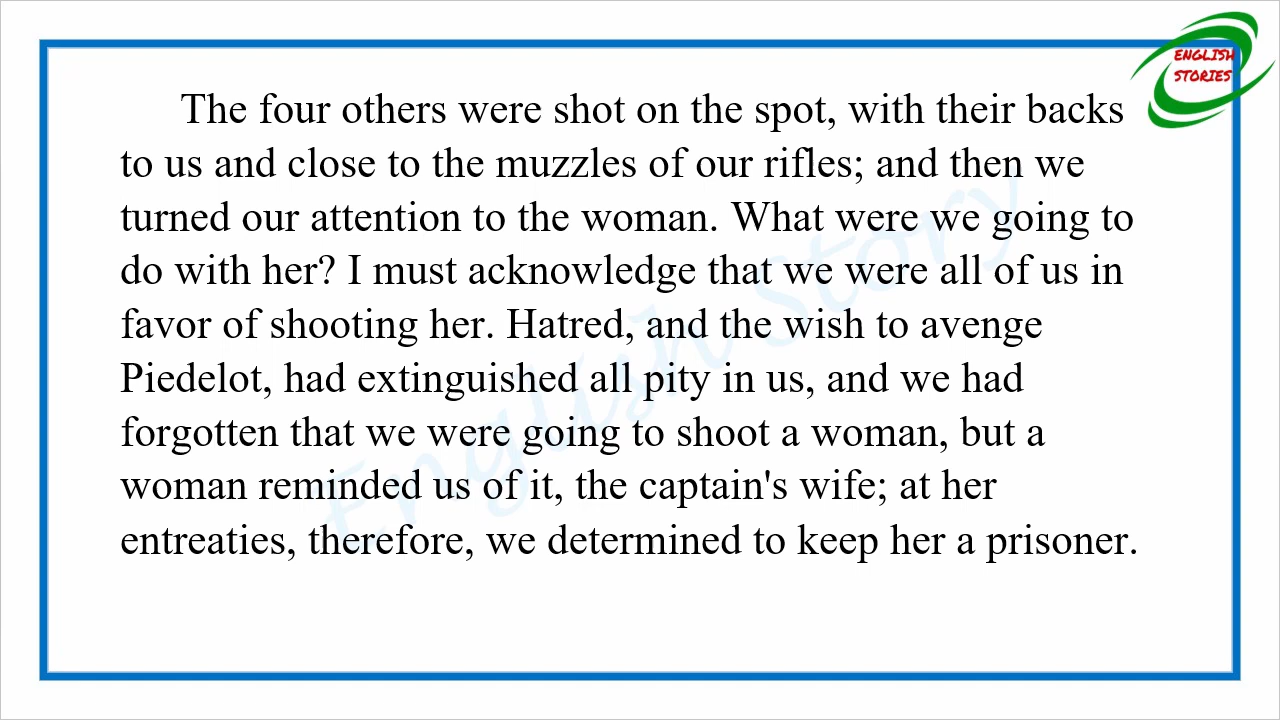 ENGLISH
STORIES
The four others were shot on the spot, with their backs
to us and close to the muzzles of our rifles; and then we
turned our attention to the woman. What were we going to
do with her? I must acknowledge that we were all of us in
favor of shooting her. Hatred, and the wish to avenge
Piedelot, had extinguished all pity in us, and we had
forgotten that we were going to shoot a woman, but a
woman reminded us of it, the captain's wife; at her
entreaties, therefore, we determined to keep her a prisoner.
English Story